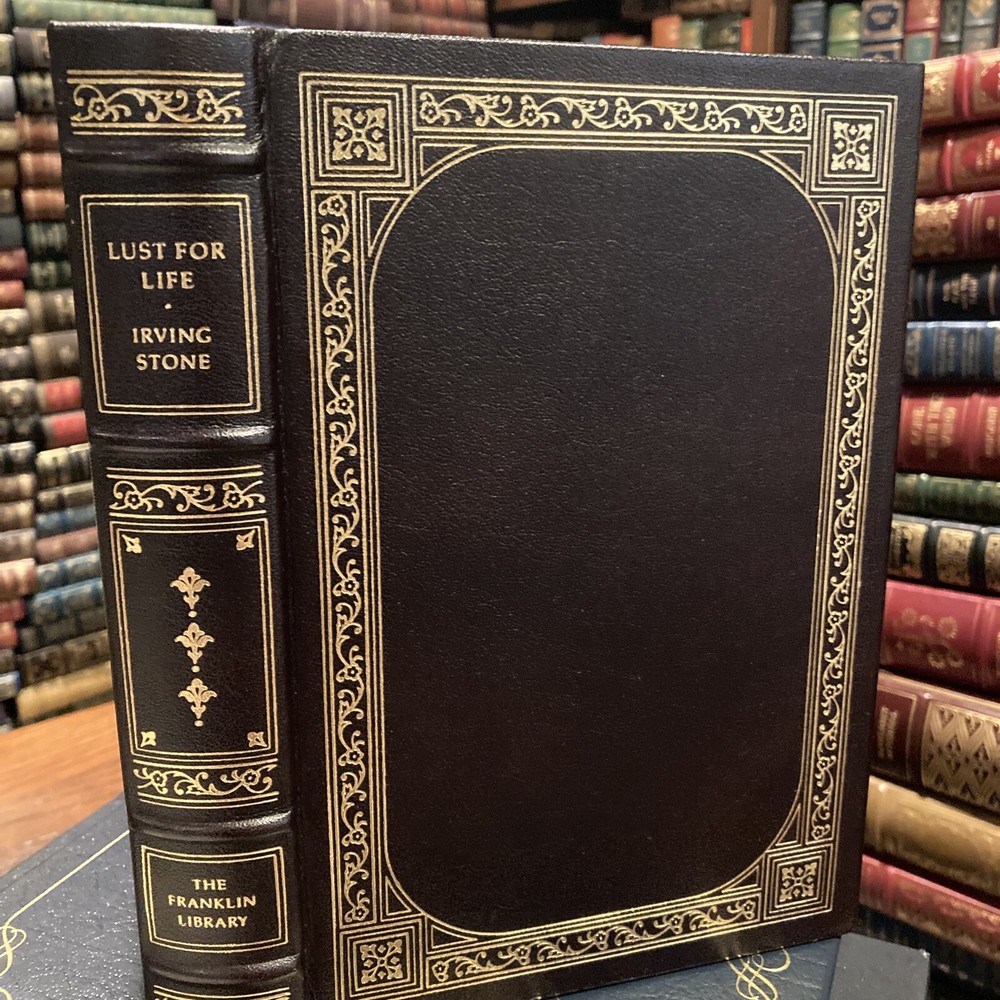 LUST FOR
LIFE
·
IRVING
STONE
THE
FRANKLIN
LIBRARY